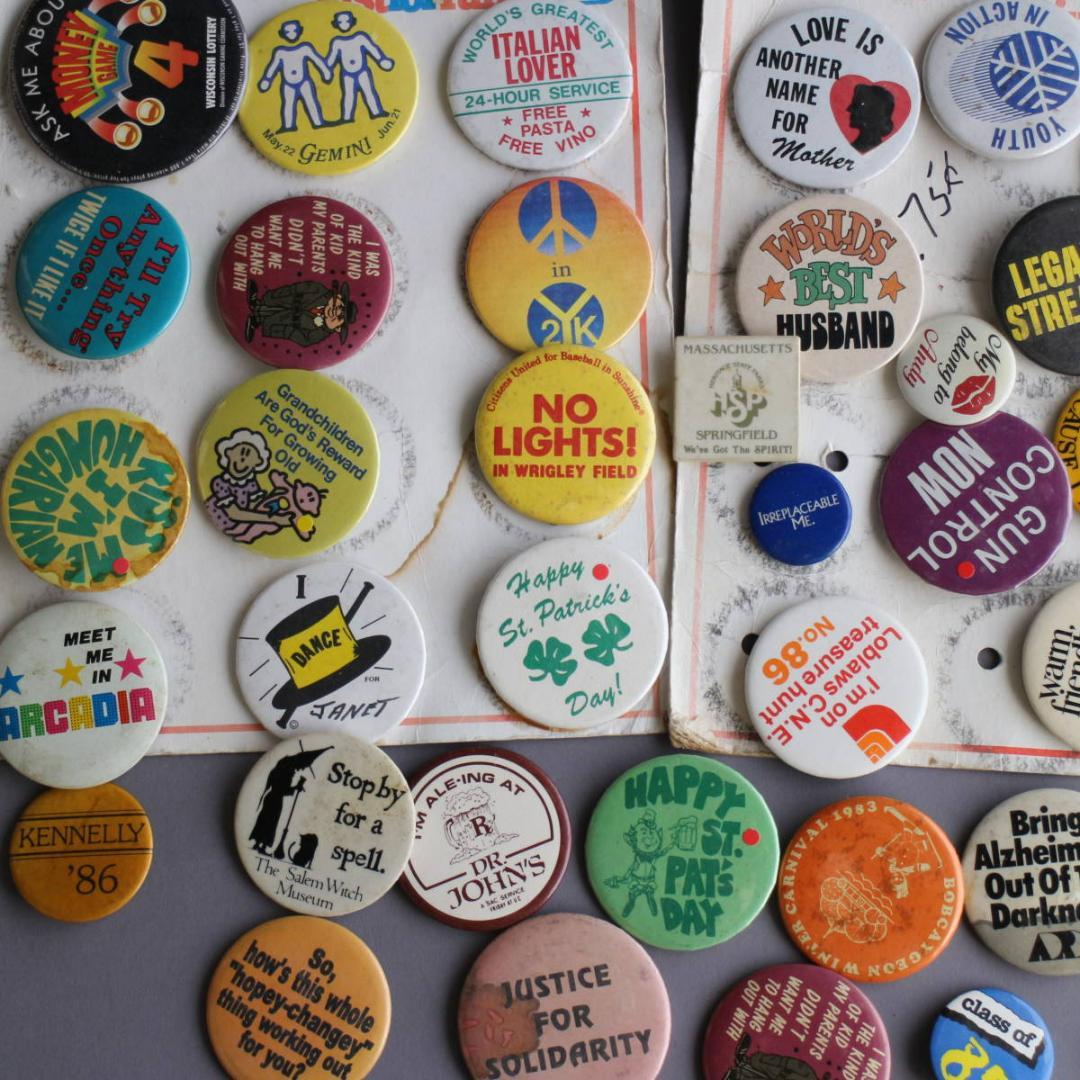 ASK ME ABOUT
MONEY
GAME
4
WISCONSIN LOTTERY
May 22 GEMINI Jun. 21
WORLD'S GREATEST
ITALIAN
LOVER
24-HOUR SERVICE
FREE
PASTA
FREE VINO
LOVE IS
ANOTHER
NAME
FOR
Mother
YOUTH
IN ACTION
75¢
I'll Try
Anything
Once...
TWICE IF I LIKE IT
I WAS
THE KIND
OF KID
MY PARENTS
DIDN'T
WANT ME
TO HANG
OUT WITH
in
2K
WORLD'S
BEST
HUSBAND
LEGA
STRE
My
belong to
Andy
KISS ME
I'M
HUNGARIAN
Grandchildren
Are God's Reward
For Growing
Old
Citizens United for Baseball in Sunshine
NO
LIGHTS!
IN WRIGLEY FIELD
MASSACHUSETTS
HSP
SPRINGFIELD
We've Got The SPIRIT!
IRREPLACEABLE
ME.
GUN
CONTROL
NOW
MEET
ME
IN
ARCADIA
I
DANCE
FOR
JANET
©
Happy
St. Patrick's
Day!
I'm on
Loblaws C.N.E.
treasure hunt
No.86
warm,
friendl
KENNELLY
'86
Stop by
for a
spell.
The Salem Witch
Museum
I'M ALE-ING AT
DR.
JOHN'S
HAPPY
ST.
PAT'S
DAY
BOBCAYGEON WINTER CARNIVAL 1983
Bring
Alzheim
Out Of T
Darkne
So,
how's this whole
"hopey-changey"
thing working out
for you?
JUSTICE
FOR
SOLIDARITY
I WAS
THE KIND
OF KID
MY PARENTS
DIDN'T
WANT ME
TO HANG
OUT WITH
class of